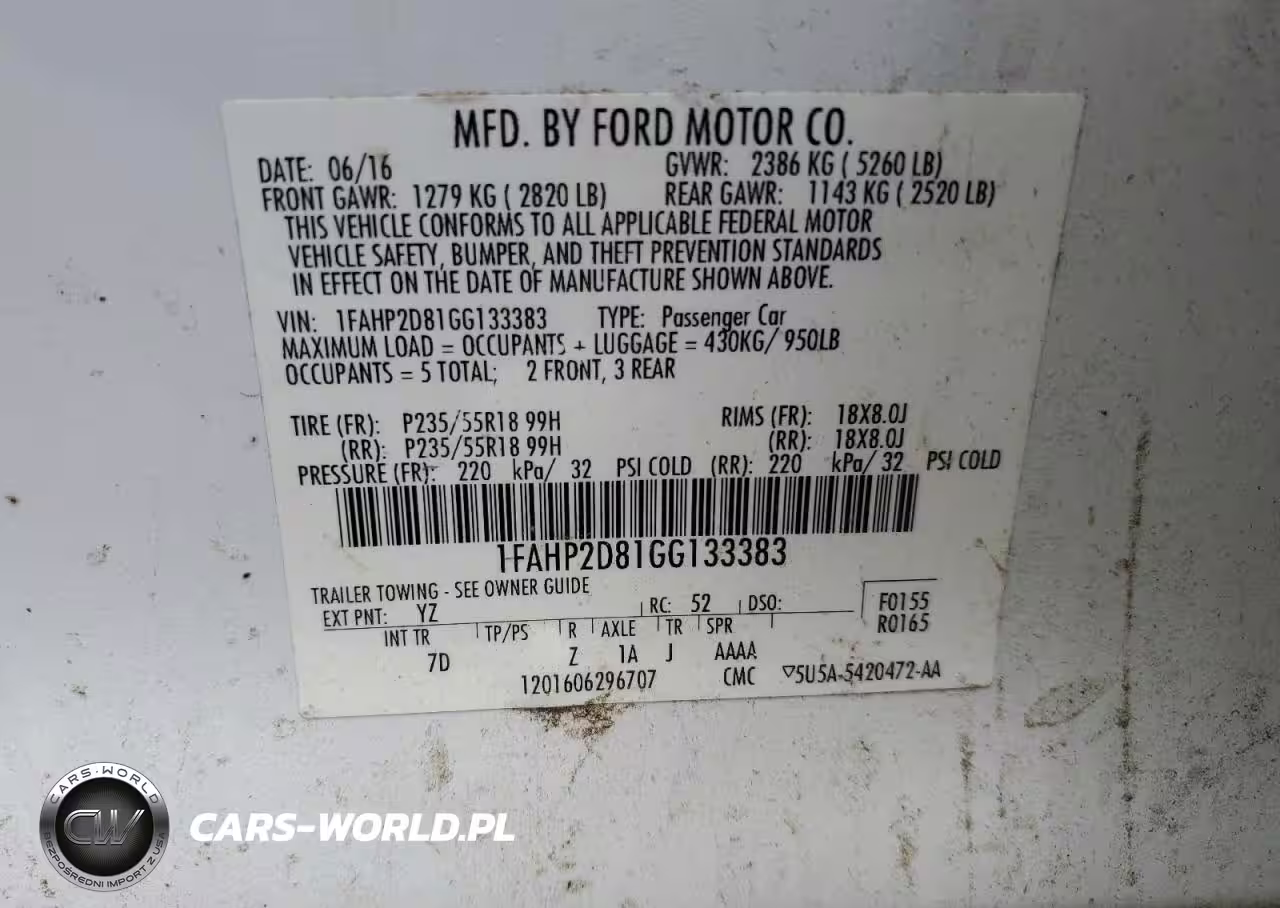 MFD. BY FORD MOTOR CO.
DATE: 06/16 GVWR: 2386 KG ( 5260 LB)
FRONT GAWR: 1279 KG ( 2820 LB) REAR GAWR: 1143 KG ( 2520 LB)
THIS VEHICLE CONFORMS TO ALL APPLICABLE FEDERAL MOTOR
VEHICLE SAFETY, BUMPER, AND THEFT PREVENTION STANDARDS
IN EFFECT ON THE DATE OF MANUFACTURE SHOWN ABOVE.
VIN: 1FAHP2D81GG133383 TYPE: Passenger Car
MAXIMUM LOAD = OCCUPANTS + LUGGAGE = 430KG/ 950LB
OCCUPANTS = 5 TOTAL; 2 FRONT, 3 REAR
TIRE (FR): P235/55R18 99H RIMS (FR): 18X8.0J
(RR): P235/55R18 99H (RR): 18X8.0J
PRESSURE (FR): 220 kPa/ 32 PSI COLD (RR): 220 kPa/ 32 PSI COLD
1FAHP2D81GG133383
TRAILER TOWING - SEE OWNER GUIDE
EXT PNT: YZ RC: 52 DSO: F0155
INT TR TP/PS R AXLE TR SPR R0165
7D Z 1A J AAAA
1201606296707 CMC ▽5U5A-5420472-AA
CARS-WORLD
CW
BEZPOŚREDNI IMPORT Z USA
CARS-WORLD.PL